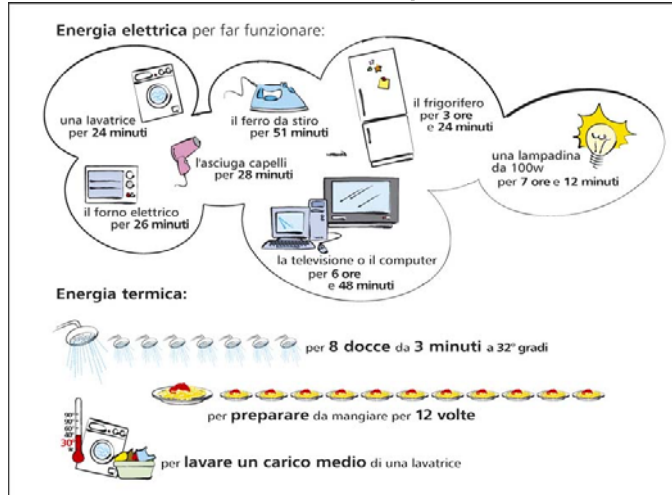 Energia elettrica per far funzionare:
una lavatrice
per 24 minuti
il ferro da stiro
per 51 minuti
il frigorifero
per 3 ore
e 24 minuti
l'asciuga capelli
per 28 minuti
una lampadina
da 100w
per 7 ore e 12 minuti
il forno elettrico
per 26 minuti
la televisione o il computer
per 6 ore
e 48 minuti
Energia termica:
per 8 docce da 3 minuti a 32° gradi
per preparare da mangiare per 12 volte
90°
60°
40°
30°
per lavare un carico medio di una lavatrice